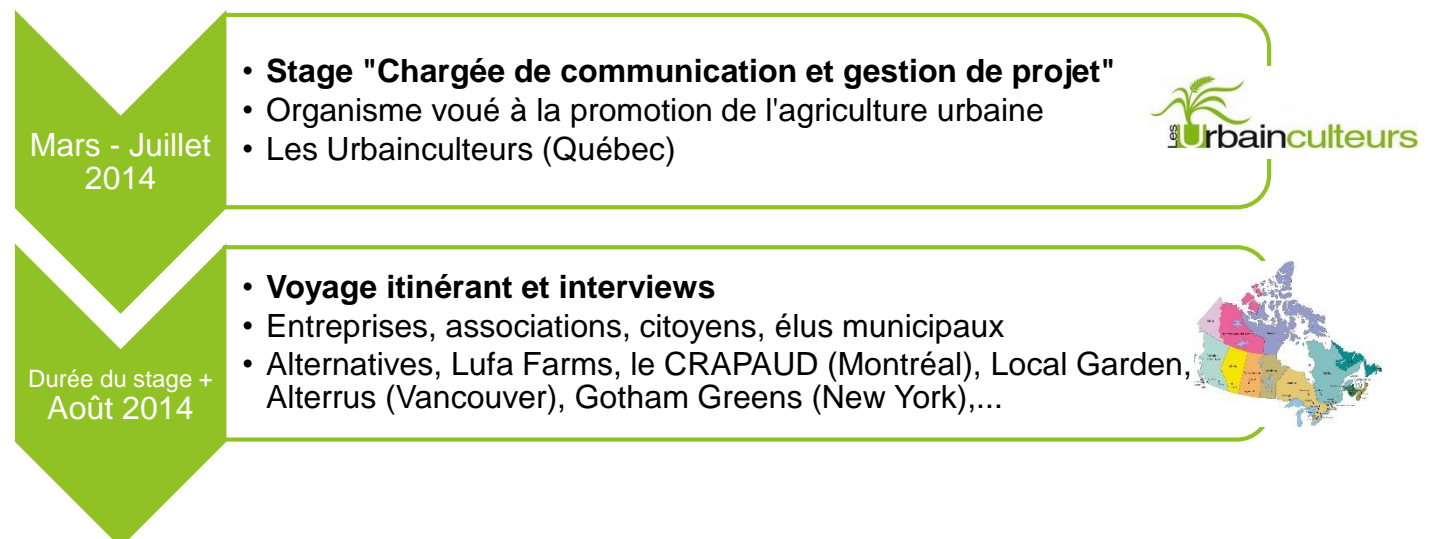 Mars - Juillet
2014
• Stage "Chargée de communication et gestion de projet"
• Organisme voué à la promotion de l'agriculture urbaine
• Les Urbainculteurs (Québec)
Les Urbainculteurs
Durée du stage +
Août 2014
• Voyage itinérant et interviews
• Entreprises, associations, citoyens, élus municipaux
• Alternatives, Lufa Farms, le CRAPAUD (Montréal), Local Garden,
Alterrus (Vancouver), Gotham Greens (New York),...